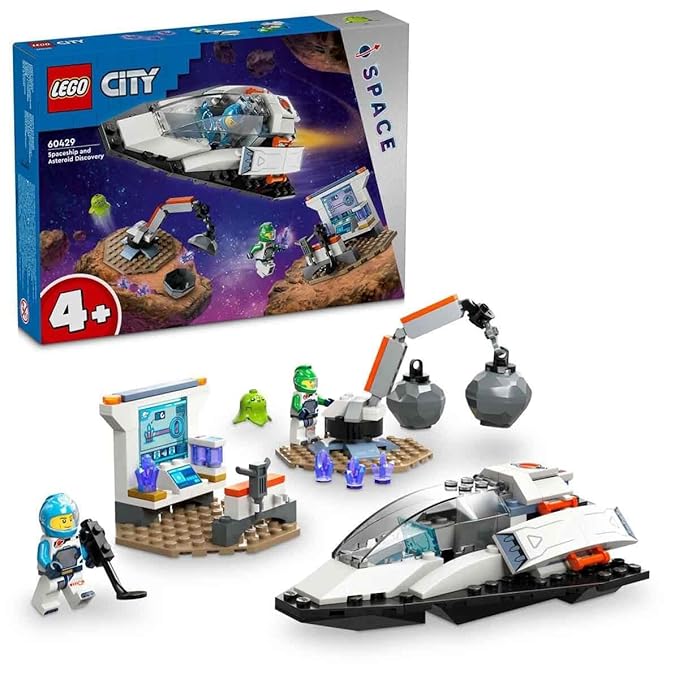 LEGO
CITY
SPACE
60429
Spaceship and
Asteroid Discovery
4+